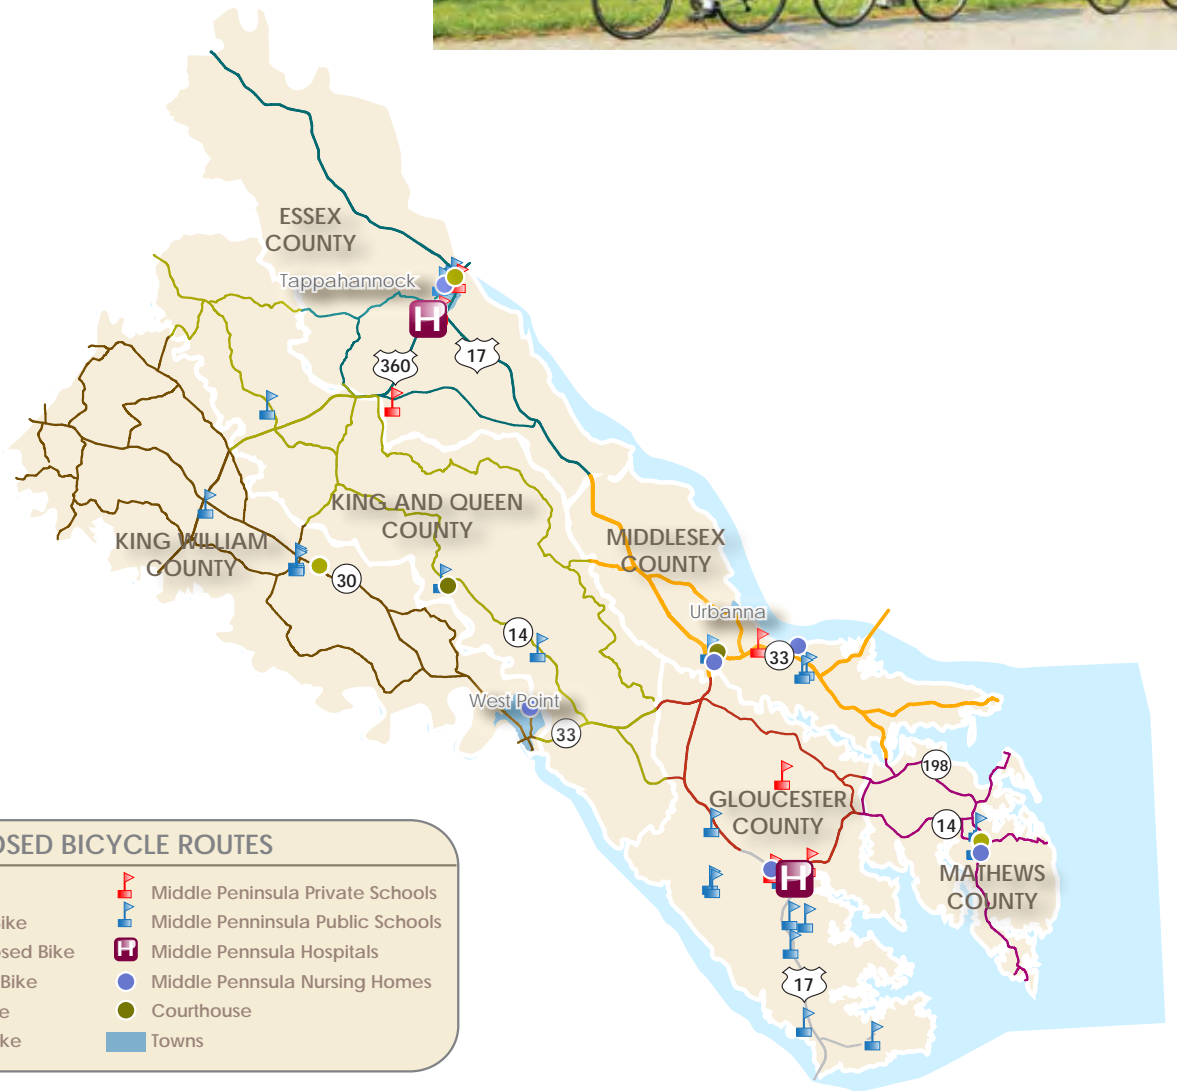 ESSEX
COUNTY
Tappahannock
H
360
17
KING AND QUEEN
COUNTY
MIDDLESEX
COUNTY
KING WILLIAM
COUNTY
30
Urbanna
14
33
West Point
33
198
GLOUCESTER
COUNTY
14
MATHEWS
COUNTY
H
17
OSED BICYCLE ROUTES
Middle Peninsula Private Schools
ike
Middle Penninsula Public Schools
sed Bike
H
Middle Pennsula Hospitals
Bike
Middle Pennsula Nursing Homes
e
Courthouse
ke
Towns